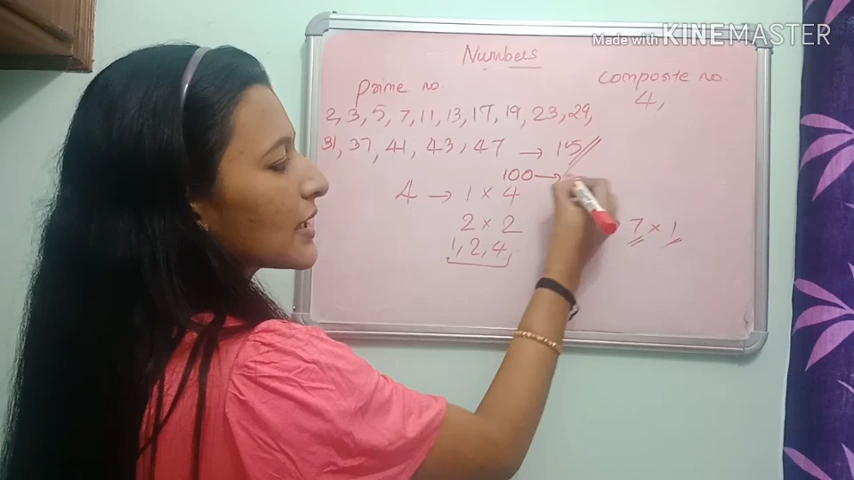 Made with KINEMASTER
Numbers
Prime no.
Composite no.
4,
2, 3, 5, 7, 11, 13, 17, 19, 23, 29,
31, 37, 41, 43, 47 → 15
100 →
4 → 1 × 4
2 × 2
7 × 1
1, 2, 4,